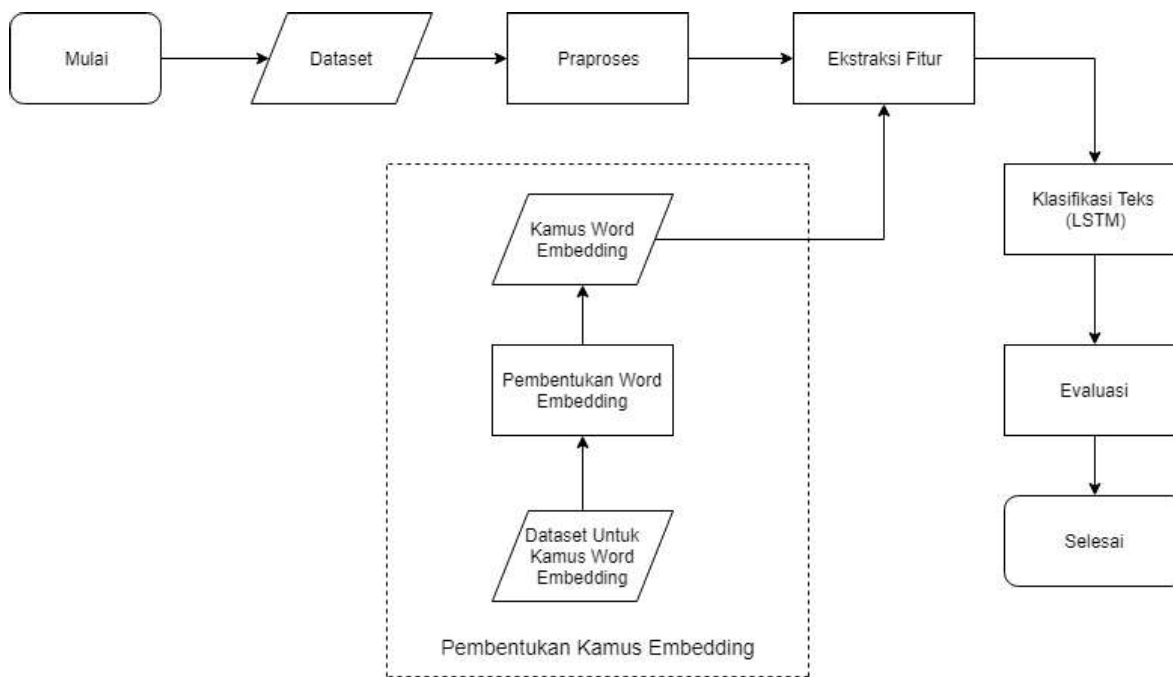 Mulai
Dataset
Praproses
Ekstraksi Fitur
Klasifikasi Teks
(LSTM)
Kamus Word
Embedding
Pembentukan Word
Embedding
Evaluasi
Dataset Untuk
Kamus Word
Embedding
Selesai
Pembentukan Kamus Embedding